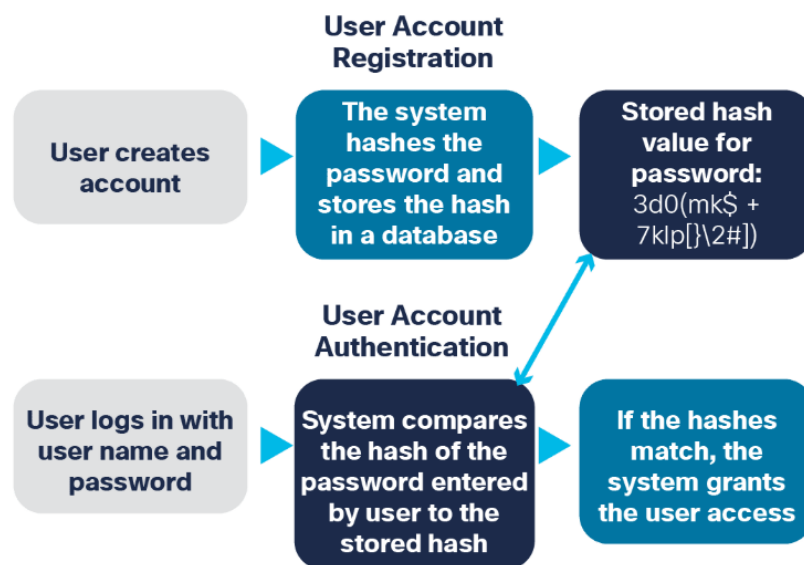 User Account
Registration
User creates
account
The system
hashes the
password and
stores the hash
in a database
Stored hash
value for
password:
3d0(mk$ +
7klp[}\2#])
User Account
Authentication
User logs in with
user name and
password
System compares
the hash of the
password entered
by user to the
stored hash
If the hashes
match, the
system grants
the user access